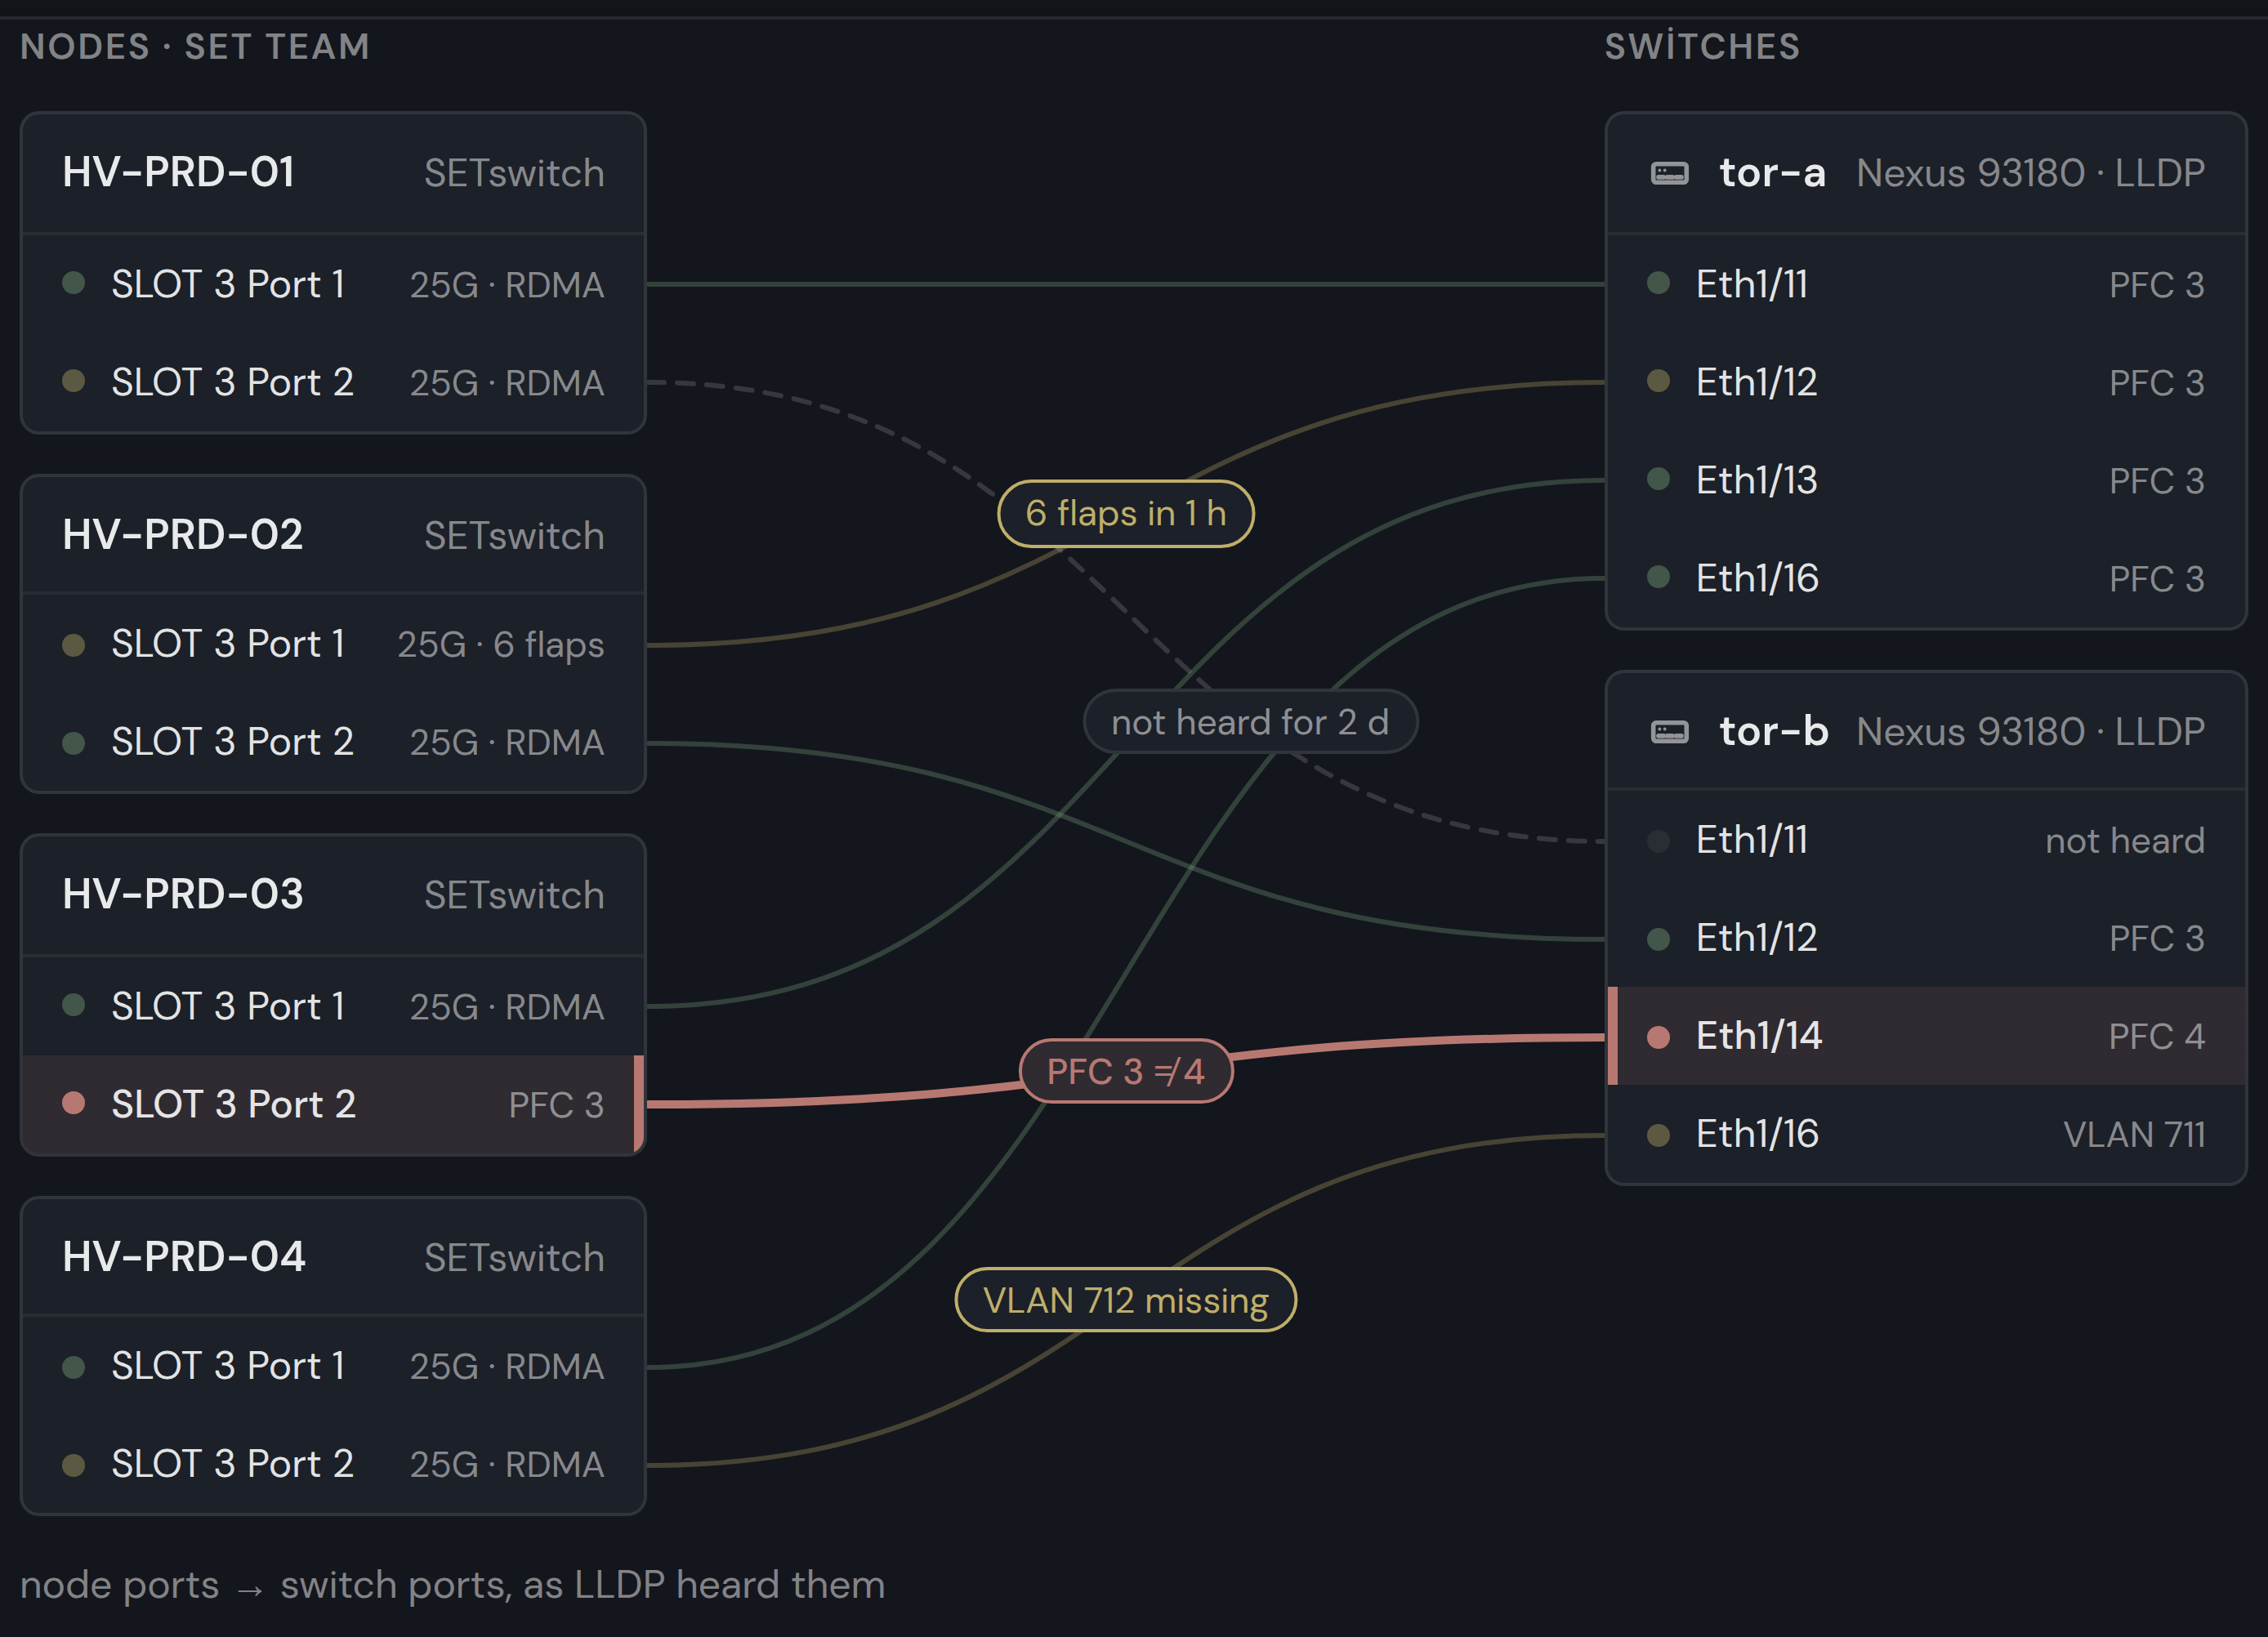 NODES · SET TEAM
HV-PRD-01 SETswitch
SLOT 3 Port 1 25G · RDMA
SLOT 3 Port 2 25G · RDMA
HV-PRD-02 SETswitch
SLOT 3 Port 1 25G · 6 flaps
SLOT 3 Port 2 25G · RDMA
HV-PRD-03 SETswitch
SLOT 3 Port 1 25G · RDMA
SLOT 3 Port 2 PFC 3
HV-PRD-04 SETswitch
SLOT 3 Port 1 25G · RDMA
SLOT 3 Port 2 25G · RDMA
6 flaps in 1 h
not heard for 2 d
PFC 3 ≠ 4
VLAN 712 missing
SWİTCHES
tor-a Nexus 93180 · LLDP
Eth1/11 PFC 3
Eth1/12 PFC 3
Eth1/13 PFC 3
Eth1/16 PFC 3
tor-b Nexus 93180 · LLDP
Eth1/11 not heard
Eth1/12 PFC 3
Eth1/14 PFC 4
Eth1/16 VLAN 711
node ports → switch ports, as LLDP heard them